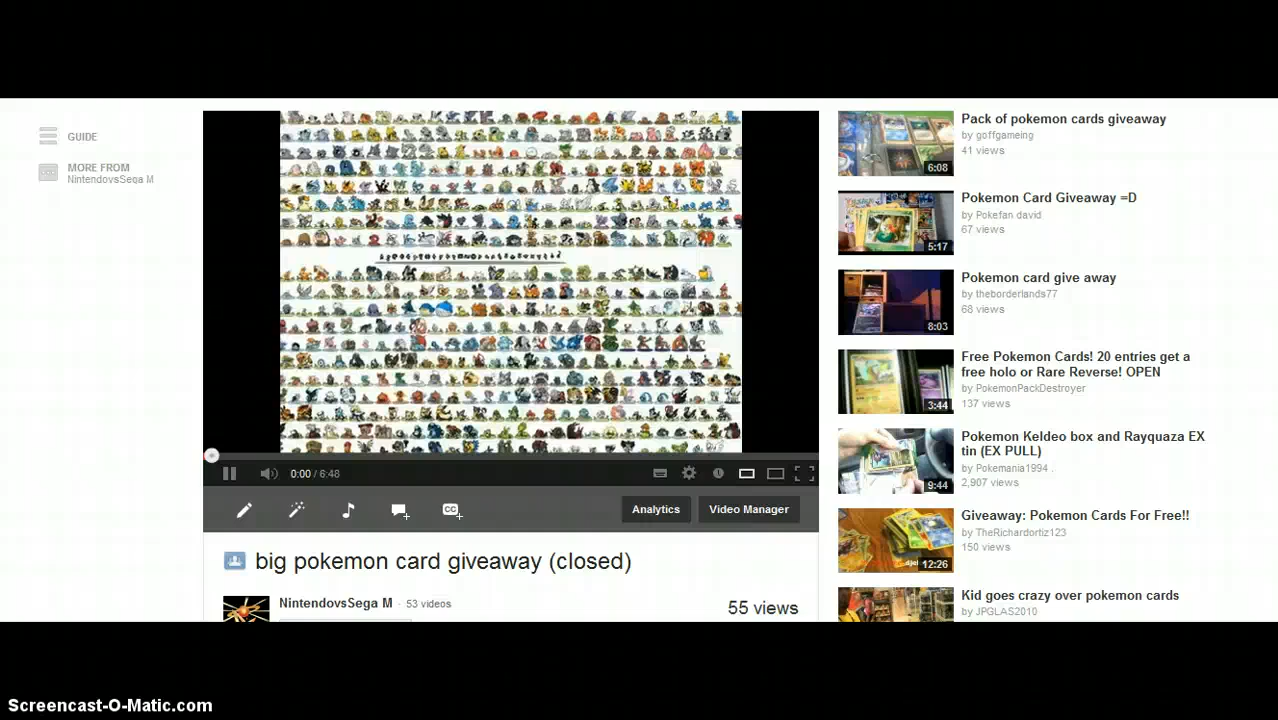 GUIDE
MORE FROM
NintendovsSega M
0:00 / 6:48
CC
Analytics
Video Manager
big pokemon card giveaway (closed)
NintendovsSega M · 53 videos
55 views
6:08
Pack of pokemon cards giveaway
by goffgameing
41 views
5:17
Pokemon Card Giveaway =D
by Pokefan david
67 views
8:03
Pokemon card give away
by theborderlands77
68 views
3:44
Free Pokemon Cards! 20 entries get a
free holo or Rare Reverse! OPEN
by PokemonPackDestroyer
137 views
9:44
Pokemon Keldeo box and Rayquaza EX
tin (EX PULL)
by Pokemania1994 .
2,907 views
12:26
Giveaway: Pokemon Cards For Free!!
by TheRichardortiz123
150 views
Kid goes crazy over pokemon cards
by JPGLAS2010
Screencast-O-Matic.com